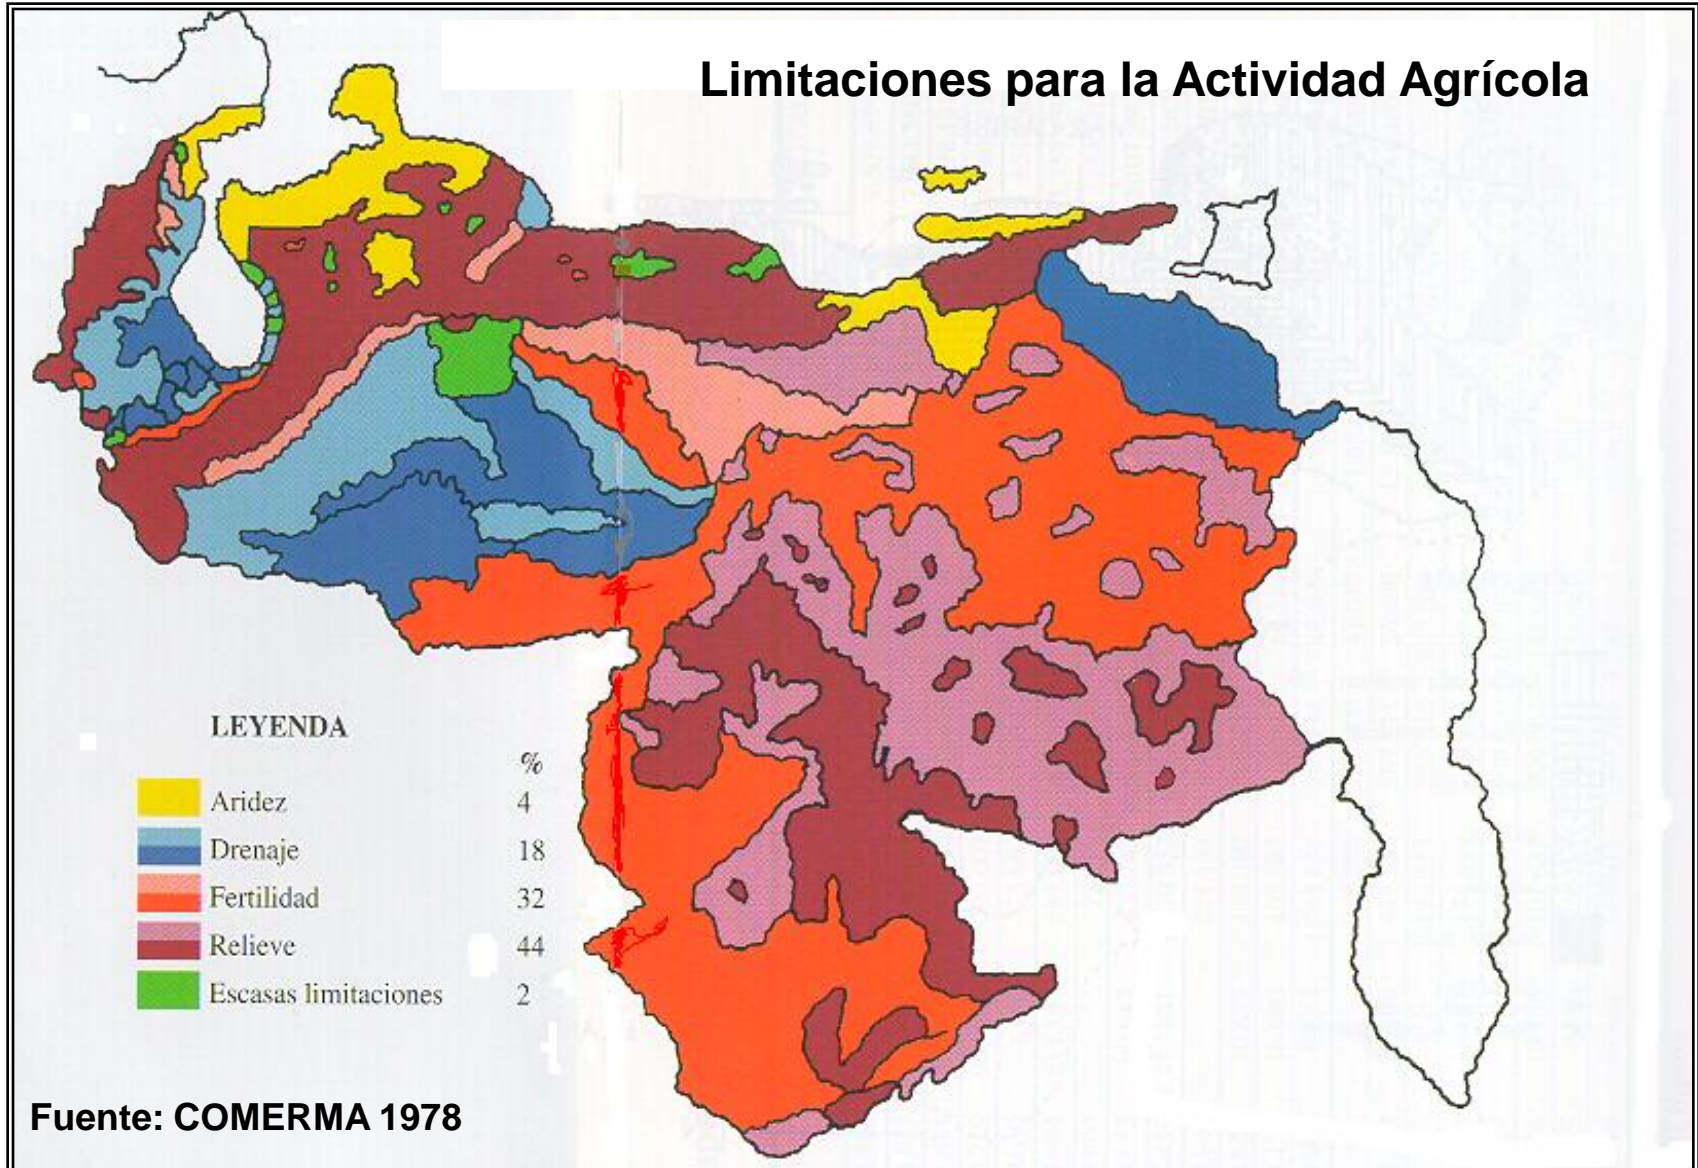 Limitaciones para la Actividad Agrícola
LEYENDA
%
Aridez 4
Drenaje 18
Fertilidad 32
Relieve 44
Escasas limitaciones 2
Fuente: COMERMA 1978